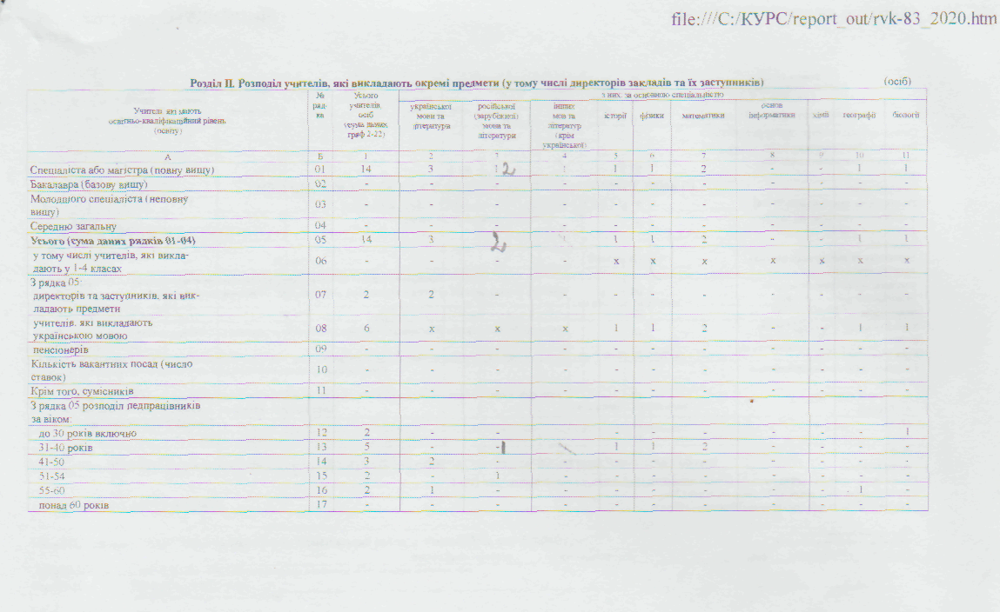 file:///C:/КУРС/report_out/rvk-83_2020.htm
Розділ II. Розподіл учителів, які викладають окремі предмети (у тому числі директорів закладів та їх заступників) (осіб)
Учителі, які мають освітньо-кваліфікаційний рівень (освіту) № ряд-ка Усього учителів, осіб (сума даних граф 2-22) з них: за основною спеціальністю
української мови та літератури російської (зарубіжної) мови та літератури інших мов та літератур (крім української) історії фізики математики основ інформатики хімії географії біології
А Б 1 2 3 4 5 6 7 8 9 10 11
Спеціаліста або магістра (повну вищу) 01 14 3 1 2 1 1 1 2 - - 1 1
Бакалавра (базову вищу) 02 - - - - - - - - - - -
Молодшого спеціаліста (неповну
вищу) 03 - - - - - - - - - - -
Середню загальну 04 - - - - - - - - - - -
Усього (сума даних рядків 01-04) 05 14 3 2 1 1 1 2 - - 1 1
у тому числі учителів, які викла-
дають у 1-4 класах 06 - - - - x x x x x x x
З рядка 05:
директорів та заступників, які вик-
ладають предмети 07 2 2 - - - - - - - - -
учителів, які викладають
українською мовою 08 6 x x x 1 1 2 - - 1 1
пенсіонерів 09 - - - - - - - - - - -
Кількість вакантних посад (число
ставок) 10 - - - - - - - - - - -
Крім того, сумісників 11 - - - - - - - - - - -
З рядка 05 розподіл педпрацівників
за віком:
до 30 років включно 12 2 - - - - - - - - 1
31-40 років 13 5 - - 1 1 1 2 - - - -
41-50 14 3 2 - - - - - - - - -
51-54 15 2 - 1 - - - - - - - -
55-60 16 2 1 - - - - - - - 1 -
понад 60 років 17 - - - - - - - - - - -